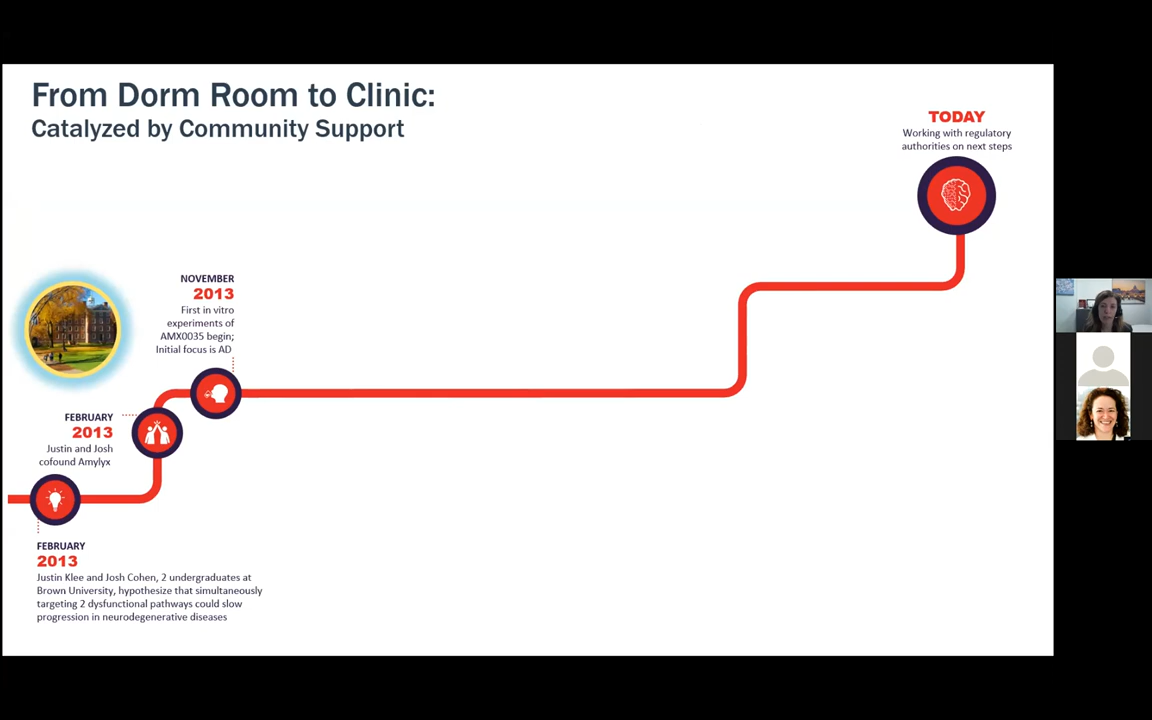 From Dorm Room to Clinic:
Catalyzed by Community Support
TODAY
Working with regulatory
authorities on next steps
NOVEMBER
2013
First in vitro
experiments of
AMX0035 begin;
Initial focus is AD
FEBRUARY
2013
Justin and Josh
cofound Amylyx
FEBRUARY
2013
Justin Klee and Josh Cohen, 2 undergraduates at
Brown University, hypothesize that simultaneously
targeting 2 dysfunctional pathways could slow
progression in neurodegenerative diseases